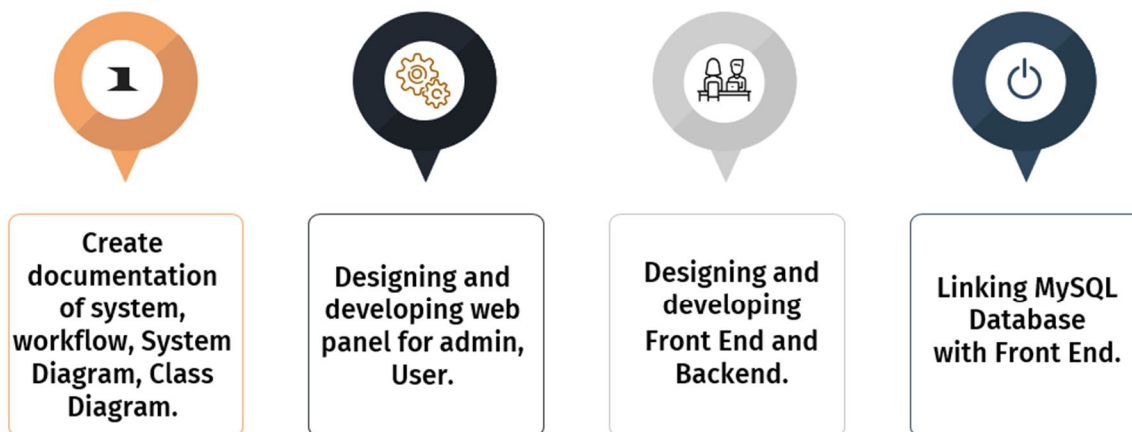 1
Create
documentation
of system,
workflow, System
Diagram, Class
Diagram.
Designing and
developing web
panel for admin,
User.
Designing and
developing
Front End and
Backend.
Linking MySQL
Database
with Front End.